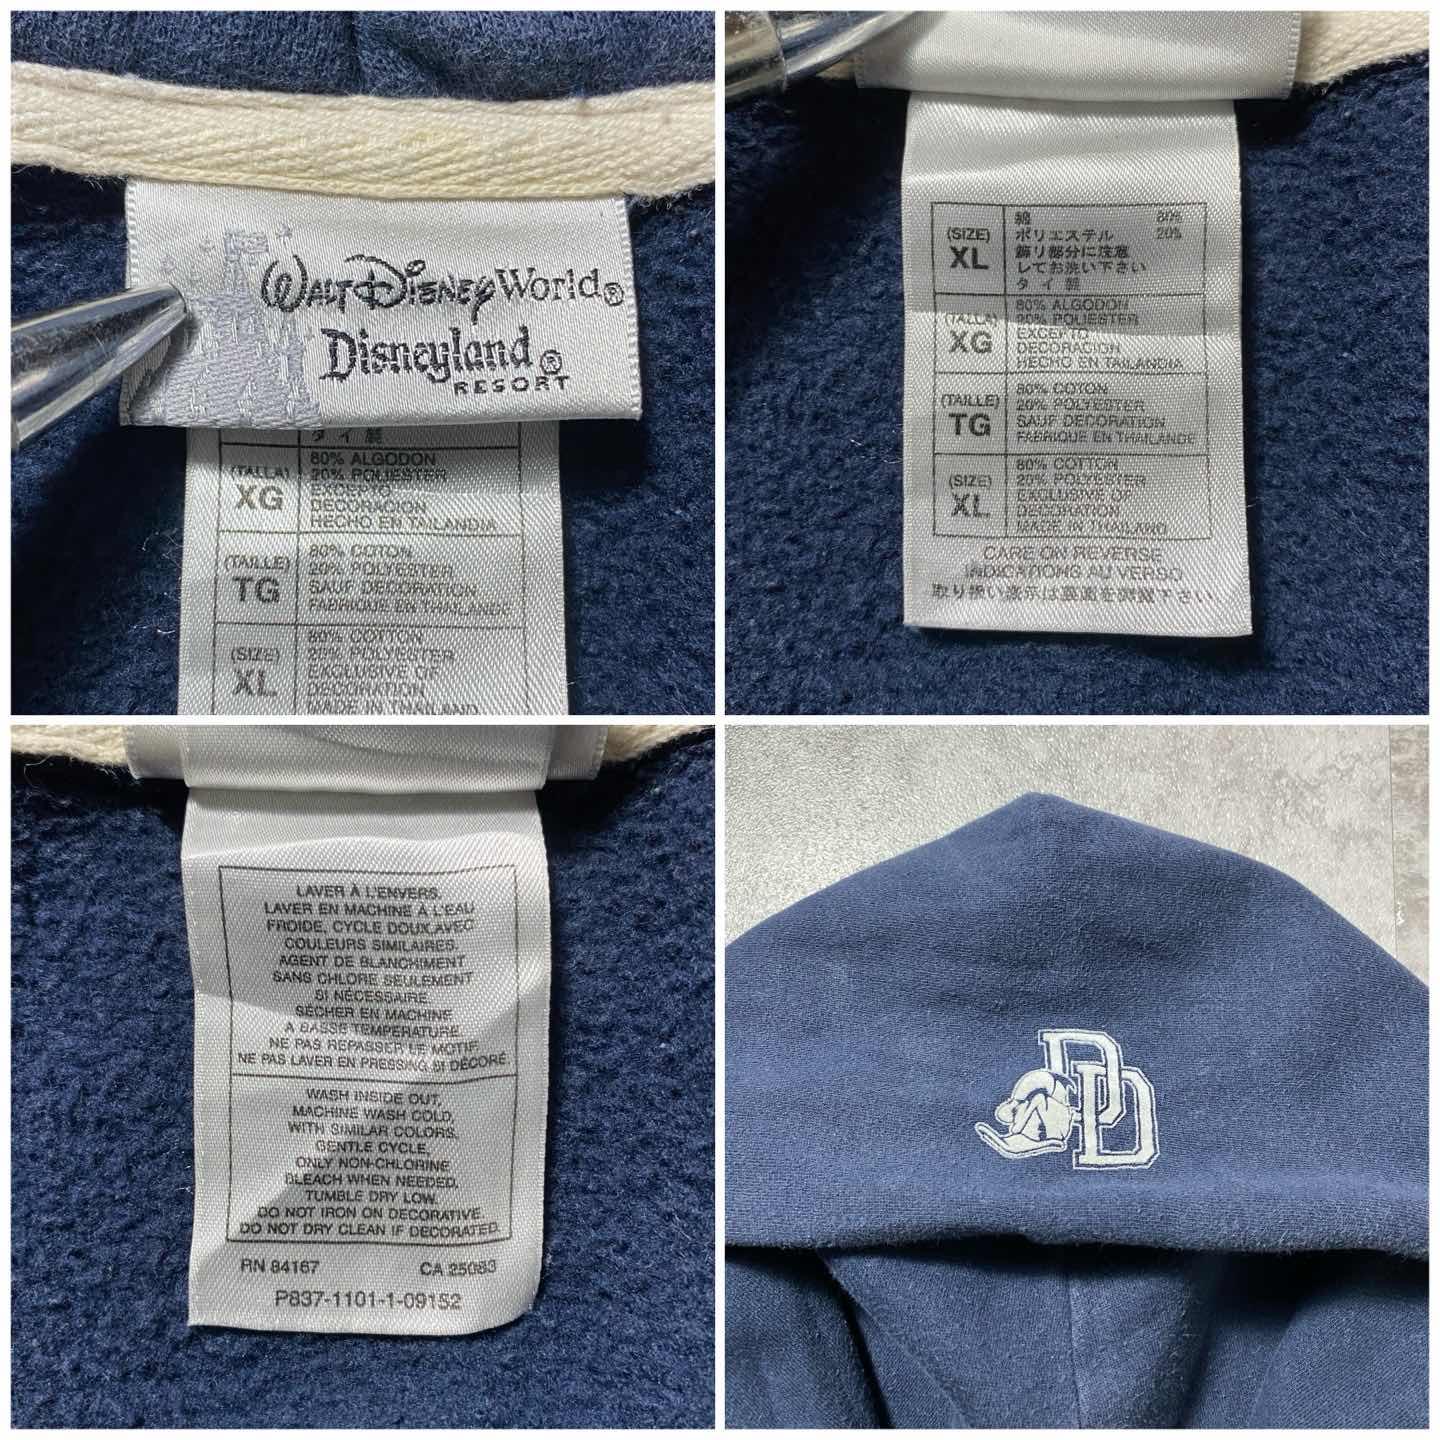 WALT DISNEY World®
Disneyland®
RESORT
タイ製
(TALLA)
XG
80% ALGODON
20% POLIESTER
EXCEPTO
DECORACION
HECHO EN TAILANDIA
(TAILLE)
TG
80% COTON
20% POLYESTER
SAUF DECORATION
FABRIQUE EN THAILANDE
(SIZE)
XL
80% COTTON
20% POLYESTER
EXCLUSIVE OF
DECORATION
MADE IN THAILAND
(SIZE)
XL
綿 80%
ポリエステル 20%
飾り部分に注意
してお洗い下さい
タイ製
(TALLA)
XG
80% ALGODON
20% POLIESTER
EXCEPTO
DECORACION
HECHO EN TAILANDIA
(TAILLE)
TG
80% COTON
20% POLYESTER
SAUF DECORATION
FABRIQUE EN THAILANDE
(SIZE)
XL
80% COTTON
20% POLYESTER
EXCLUSIVE OF
DECORATION
MADE IN THAILAND
CARE ON REVERSE
INDICATIONS AU VERSO
取り扱い表示は裏面を御覧下さい
LAVER À L'ENVERS.
LAVER EN MACHINE À L'EAU
FROIDE, CYCLE DOUX,AVEC
COULEURS SIMILAIRES.
AGENT DE BLANCHIMENT
SANS CHLORE SEULEMENT
SI NÉCESSAIRE.
SÉCHER EN MACHINE
A BASSE TEMPÉRATURE.
NE PAS REPASSER LE MOTIF.
NE PAS LAVER EN PRESSING SI DÉCORÉ.
WASH INSIDE OUT,
MACHINE WASH COLD,
WITH SIMILAR COLORS,
GENTLE CYCLE,
ONLY NON-CHLORINE
BLEACH WHEN NEEDED,
TUMBLE DRY LOW.
DO NOT IRON ON DECORATIVE.
DO NOT DRY CLEAN IF DECORATED.
RN 84167 CA 25083
P837-1101-1-09152
DD